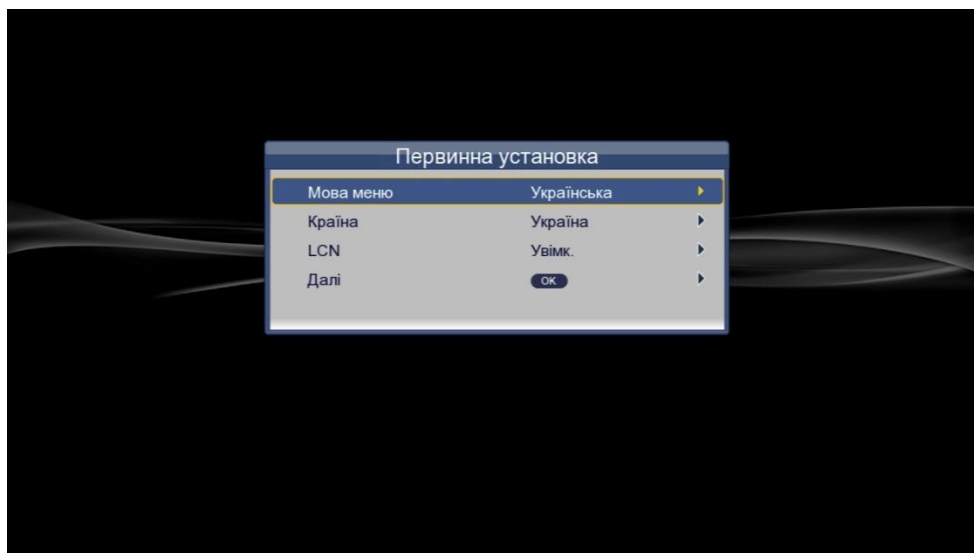 Первинна установка
Мова меню Українська
Країна Україна
LCN Увімк.
Далі OK